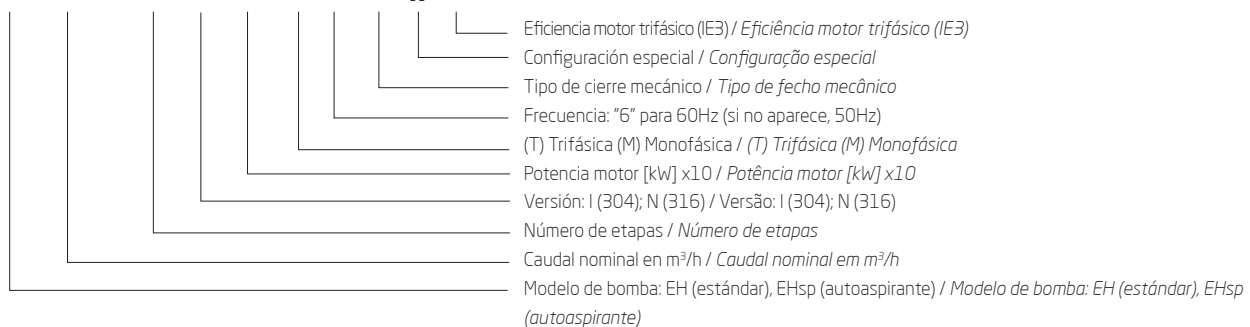 Eficiencia motor trifásico (IE3) / Eficiência motor trifásico (IE3)
Configuración especial / Configuração especial
Tipo de cierre mecánico / Tipo de fecho mecânico
Frecuencia: "6" para 60Hz (si no aparece, 50Hz)
(T) Trifásica (M) Monofásica / (T) Trifásica (M) Monofásica
Potencia motor [kW] x10 / Potência motor [kW] x10
Versión: I (304); N (316) / Versão: I (304); N (316)
Número de etapas / Número de etapas
Caudal nominal en m³/h / Caudal nominal em m³/h
Modelo de bomba: EH (estándar), EHsp (autoaspirante) / Modelo de bomba: EH (estándar), EHsp
(autoaspirante)